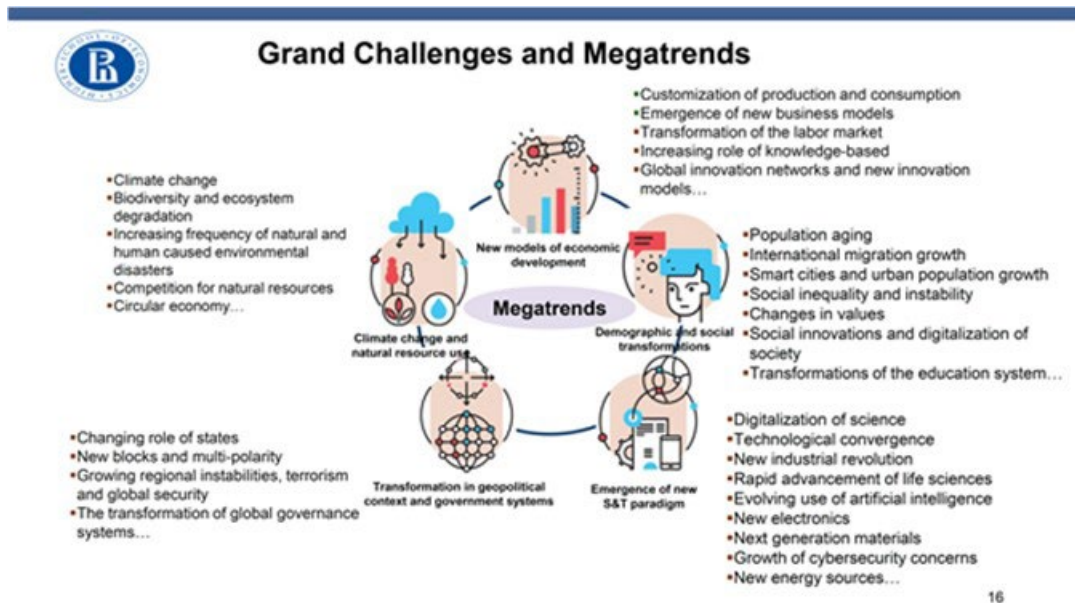 HIGHER SCHOOL OF ECONOMICS
Grand Challenges and Megatrends
▪Customization of production and consumption
▪Emergence of new business models
▪Transformation of the labor market
▪Increasing role of knowledge-based
▪Global innovation networks and new innovation
models…
▪Climate change
▪Biodiversity and ecosystem
degradation
▪Increasing frequency of natural and
human caused environmental
disasters
▪Competition for natural resources
▪Circular economy…
New models of economic
development
▪Population aging
▪International migration growth
▪Smart cities and urban population growth
▪Social inequality and instability
▪Changes in values
▪Social innovations and digitalization of
society
▪Transformations of the education system…
Megatrends
Climate change and
natural resource use
Demographic and social
transformations
▪Changing role of states
▪New blocks and multi-polarity
▪Growing regional instabilities, terrorism
and global security
▪The transformation of global governance
systems…
Transformation in geopolitical
context and government systems
Emergence of new
S&T paradigm
▪Digitalization of science
▪Technological convergence
▪New industrial revolution
▪Rapid advancement of life sciences
▪Evolving use of artificial intelligence
▪New electronics
▪Next generation materials
▪Growth of cybersecurity concerns
▪New energy sources…
16